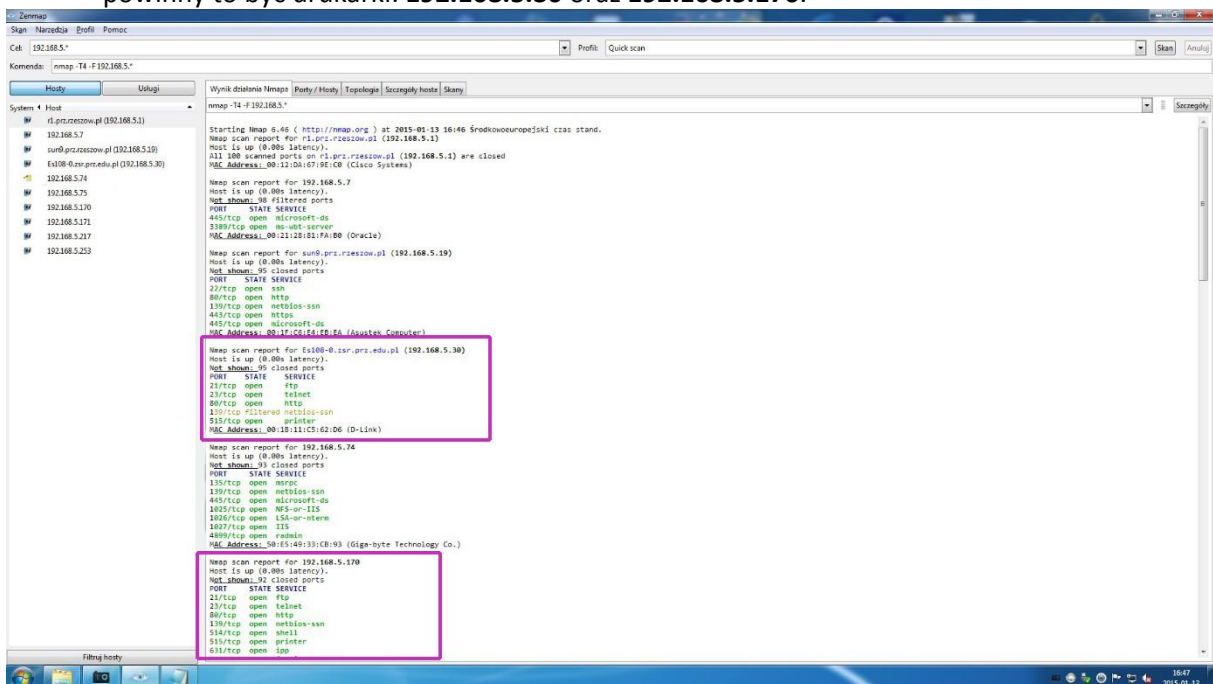 powinny to być drukarki: 192.168.5.30 oraz 192.168.5.170.
Zenmap
Skan Narzędzia Profil Pomoc
Cel: 192.168.5.* Profil: Quick scan Skan Anuluj
Komenda: nmap -T4 -F 192.168.5.*
Hosty Usługi
System Host
r1.prz.rzeszow.pl (192.168.5.1)
192.168.5.7
sun9.prz.rzeszow.pl (192.168.5.19)
Es108-0.zsr.prz.edu.pl (192.168.5.30)
192.168.5.74
192.168.5.75
192.168.5.170
192.168.5.171
192.168.5.217
192.168.5.253
Filtruj hosty
Wynik działania Nmapa Porty / Hosty Topologia Szczegóły hosta Skany
nmap -T4 -F 192.168.5.* Szczegóły
Starting Nmap 6.46 ( http://nmap.org ) at 2015-01-13 16:46 Środkowoeuropejski czas stand.
Nmap scan report for r1.prz.rzeszow.pl (192.168.5.1)
Host is up (0.00s latency).
All 100 scanned ports on r1.prz.rzeszow.pl (192.168.5.1) are closed
MAC Address: 00:12:DA:67:9E:C0 (Cisco Systems)
Nmap scan report for 192.168.5.7
Host is up (0.00s latency).
Not shown: 98 filtered ports
PORT STATE SERVICE
445/tcp open microsoft-ds
3389/tcp open ms-wbt-server
MAC Address: 00:21:28:81:FA:B0 (Oracle)
Nmap scan report for sun9.prz.rzeszow.pl (192.168.5.19)
Host is up (0.00s latency).
Not shown: 95 closed ports
PORT STATE SERVICE
22/tcp open ssh
80/tcp open http
139/tcp open netbios-ssn
443/tcp open https
445/tcp open microsoft-ds
MAC Address: 00:1F:C6:E4:EB:EA (Asustek Computer)
Nmap scan report for Es108-0.zsr.prz.edu.pl (192.168.5.30)
Host is up (0.00s latency).
Not shown: 95 closed ports
PORT STATE SERVICE
21/tcp open ftp
23/tcp open telnet
80/tcp open http
139/tcp filtered netbios-ssn
515/tcp open printer
MAC Address: 00:1B:11:C5:62:D6 (D-Link)
Nmap scan report for 192.168.5.74
Host is up (0.00s latency).
Not shown: 93 closed ports
PORT STATE SERVICE
135/tcp open msrpc
139/tcp open netbios-ssn
445/tcp open microsoft-ds
1025/tcp open NFS-or-IIS
1026/tcp open LSA-or-nterm
1027/tcp open IIS
4899/tcp open radmin
MAC Address: 50:E5:49:33:CB:93 (Giga-byte Technology Co.)
Nmap scan report for 192.168.5.170
Host is up (0.00s latency).
Not shown: 92 closed ports
PORT STATE SERVICE
21/tcp open ftp
23/tcp open telnet
80/tcp open http
139/tcp open netbios-ssn
514/tcp open shell
515/tcp open printer
631/tcp open ipp
16:47
2015-01-13